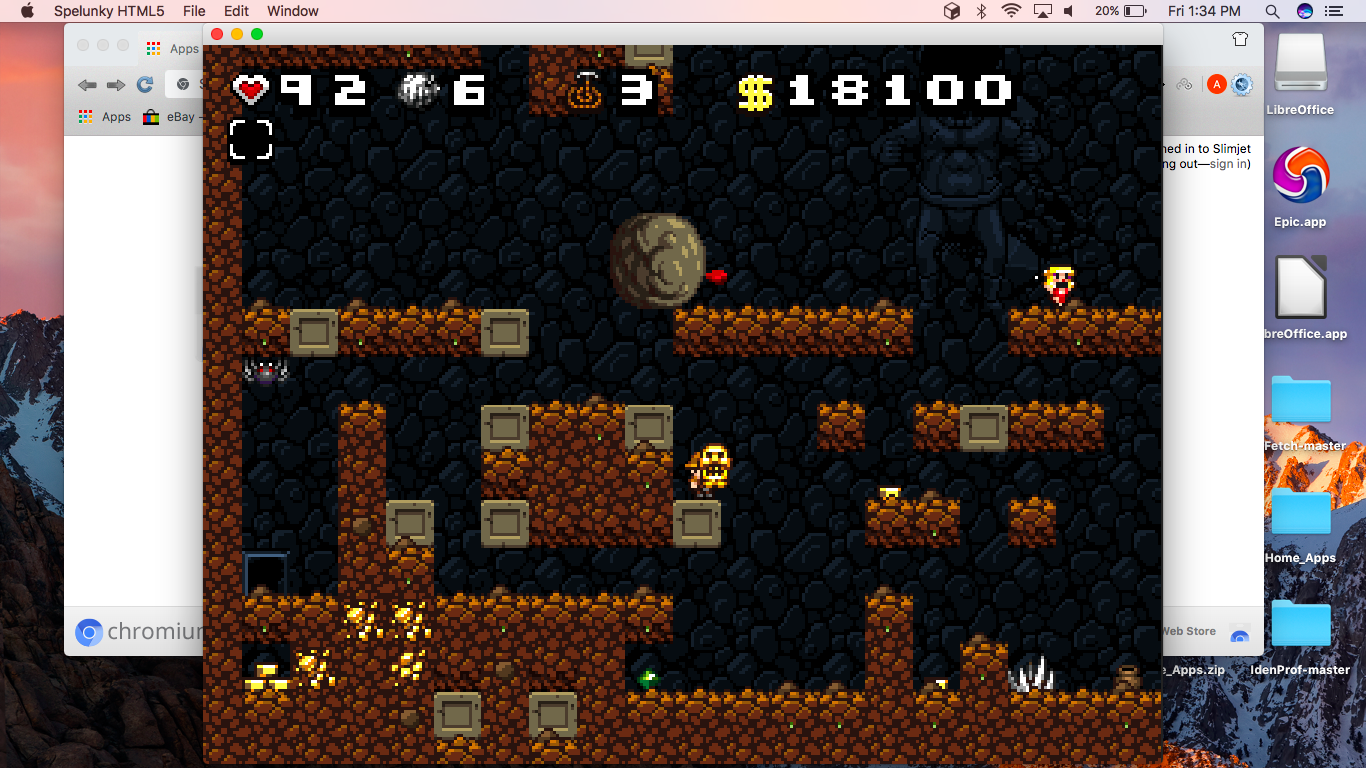 Spelunky HTML5 File Edit Window 20% Fri 1:34 PM
Apps
A
Apps eBay -
92 6 3 $18100
ned in to Slimjet
ng out—sign in)
LibreOffice
Epic.app
breOffice.app
Fetch-master
Home_Apps
chromium
Web Store
e_Apps.zip
IdenProf-master